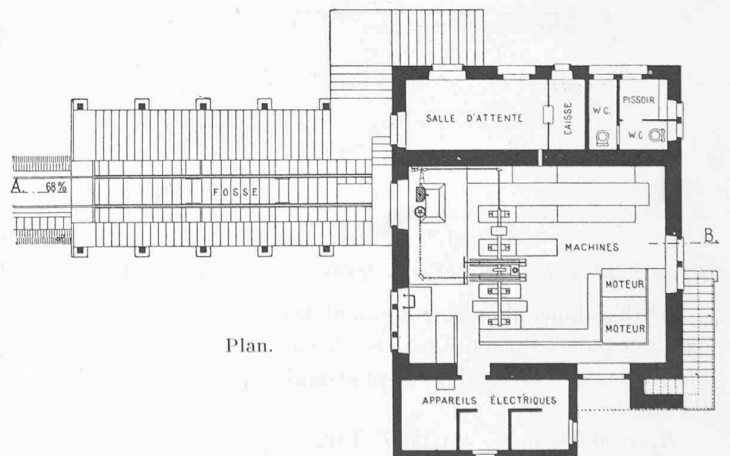 SALLE D'ATTENTE
CAISSE
W.C.
PISSOIR
W.C
A.
68%
FOSSE
MACHINES
B.
MOTEUR
MOTEUR
Plan.
APPAREILS ÉLECTRIQUES